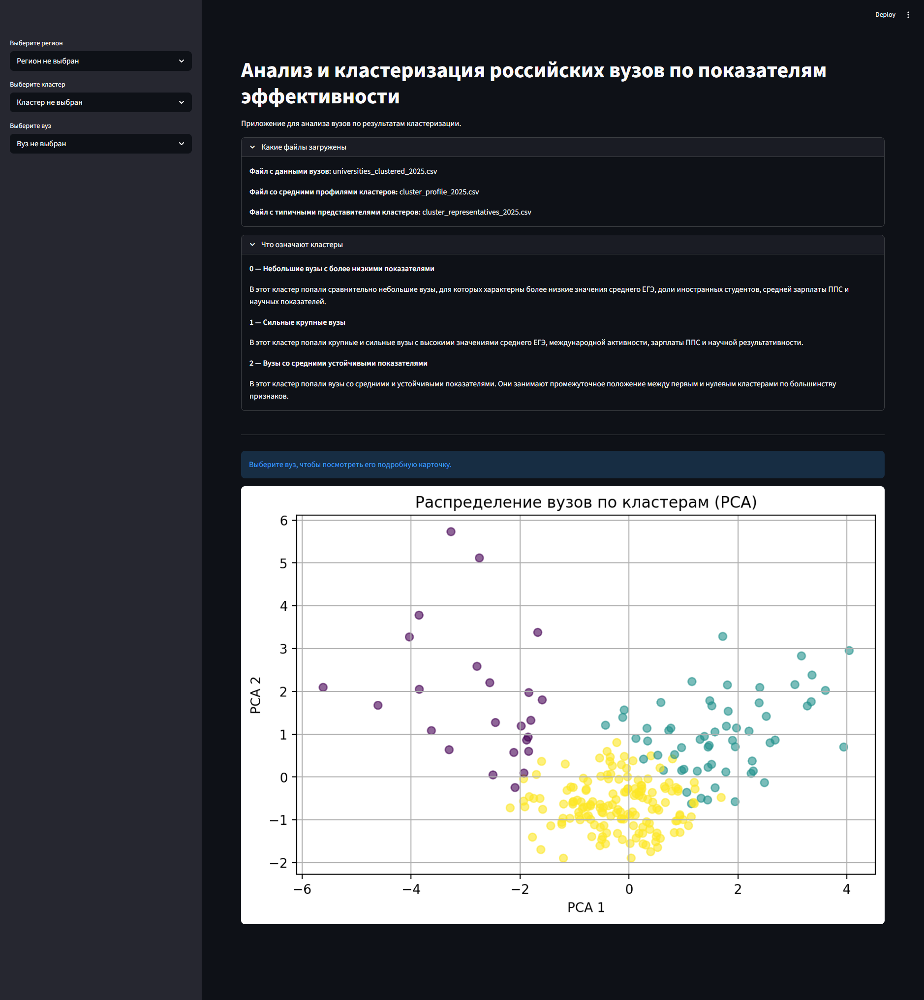 Deploy
Выберите регион
Регион не выбран
Выберите кластер
Кластер не выбран
Выберите вуз
Вуз не выбран
Анализ и кластеризация российских вузов по показателям
эффективности
Приложение для анализа вузов по результатам кластеризации.
Какие файлы загружены
Файл с данными вузов: universities_clustered_2025.csv
Файл со средними профилями кластеров: cluster_profile_2025.csv
Файл с типичными представителями кластеров: cluster_representatives_2025.csv
Что означают кластеры
0 — Небольшие вузы с более низкими показателями
В этот кластер попали сравнительно небольшие вузы, для которых характерны более низкие значения среднего ЕГЭ, доли иностранных студентов, средней зарплаты ППС и
научных показателей.
1 — Сильные крупные вузы
В этот кластер попали крупные и сильные вузы с высокими значениями среднего ЕГЭ, международной активности, зарплаты ППС и научной результативности.
2 — Вузы со средними устойчивыми показателями
В этот кластер попали вузы со средними и устойчивыми показателями. Они занимают промежуточное положение между первым и нулевым кластерами по большинству
признаков.
Выберите вуз, чтобы посмотреть его подробную карточку.
Распределение вузов по кластерам (PCA)
6
5
4
3
2
1
0
−1
−2
PCA 2
−6 −4 −2 0 2 4
PCA 1